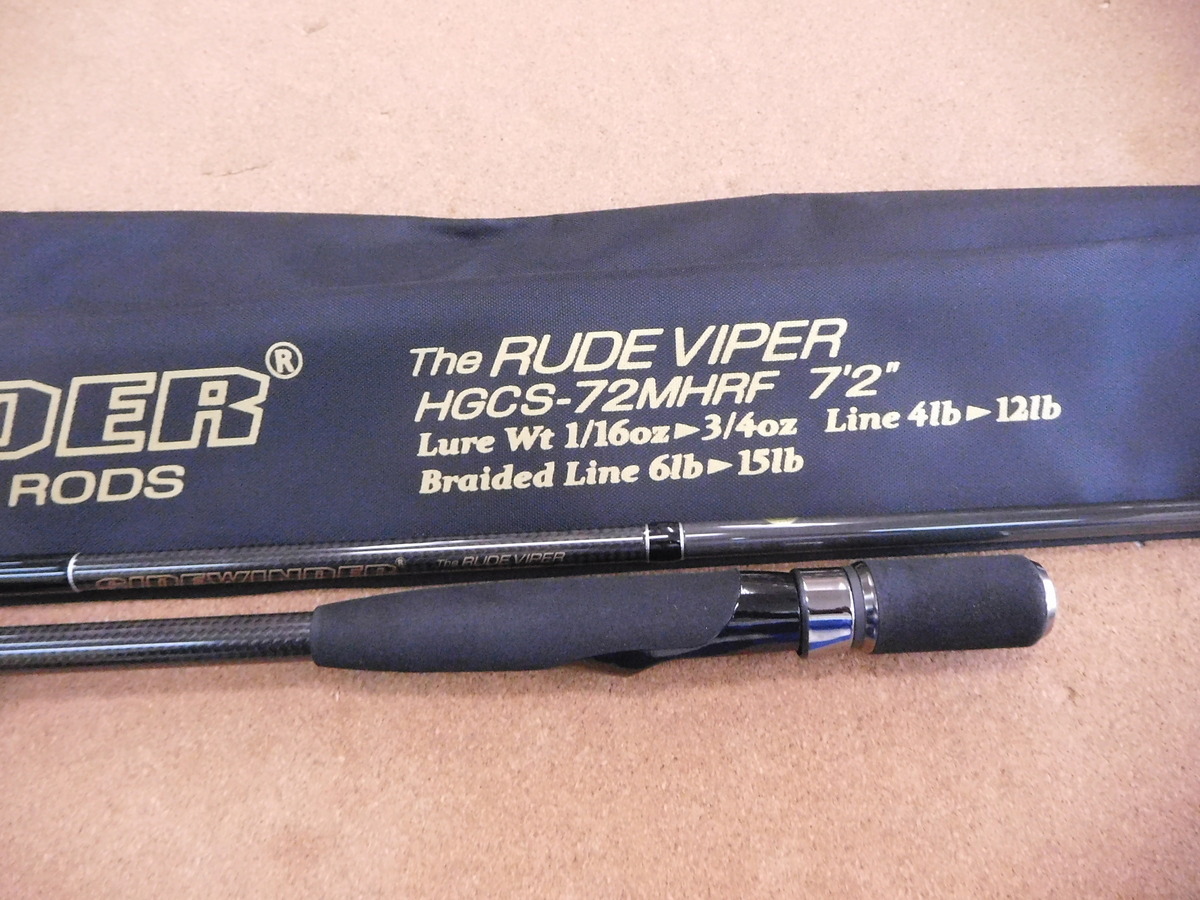 DER®
RODS
The RUDE VIPER
HGCS-72MHRF 7'2"
Lure Wt 1/16oz►3/4oz Line 4lb►12lb
Braided Line 6lb►15lb
SIDEWINDER® The RUDE VIPER